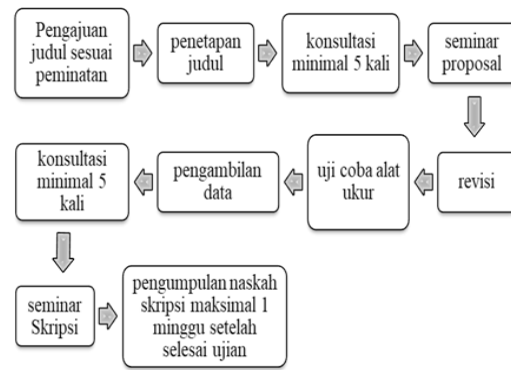 Pengajuan
judul sesuai
peminatan
penetapan
judul
konsultasi
minimal 5 kali
seminar
proposal
revisi
uji coba alat
ukur
pengambilan
data
konsultasi
minimal 5
kali
seminar
Skripsi
pengumpulan naskah
skripsi maksimal 1
minggu setelah
selesai ujian